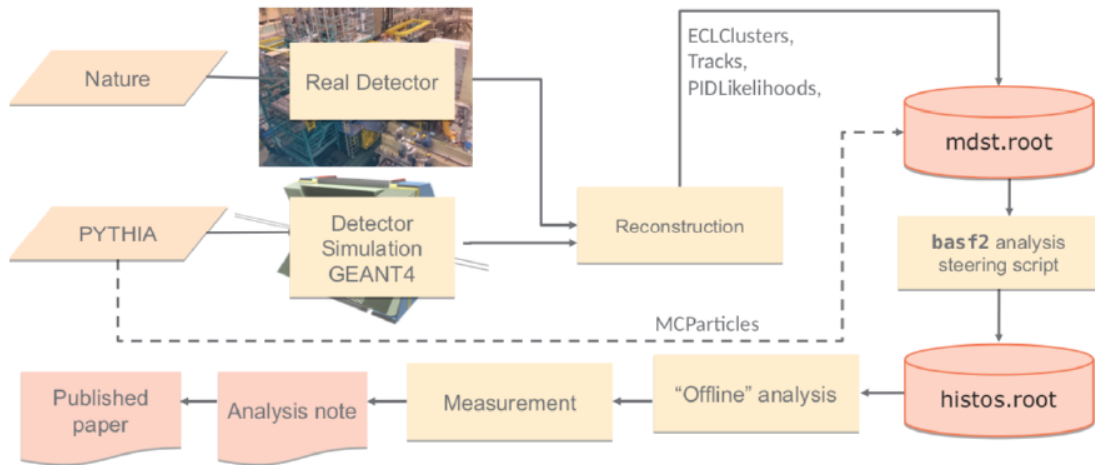 Nature
Real Detector
ECLClusters,
Tracks,
PIDLikelihoods,
mdst.root
PYTHIA
Detector
Simulation
GEANT4
Reconstruction
basf2 analysis
steering script
MCParticles
Published
paper
Analysis note
Measurement
“Offline” analysis
histos.root